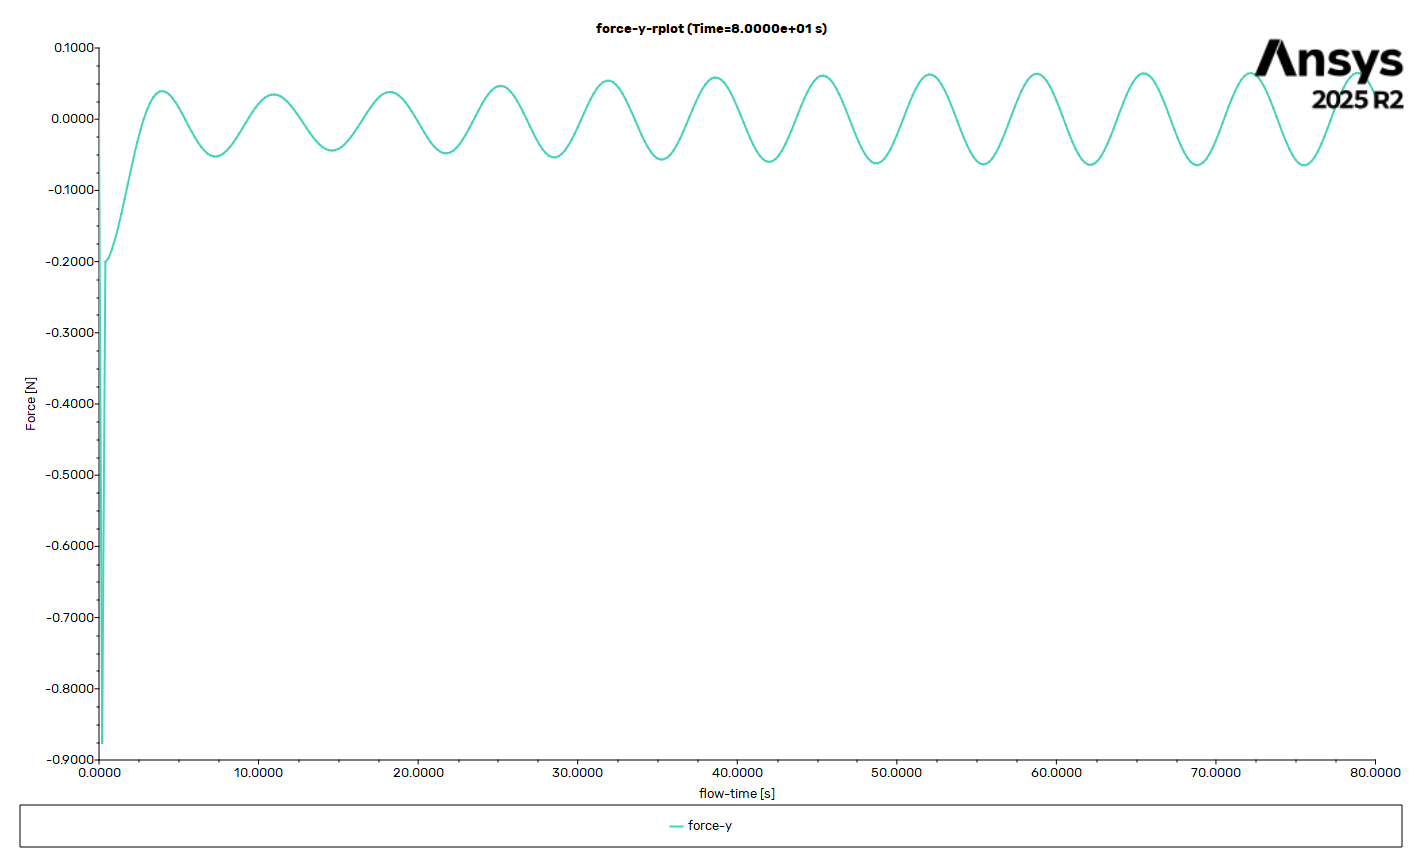 force-y-rplot (Time=8.0000e+01 s)
Ansys
2025 R2
0.1000
0.0000
-0.1000
-0.2000
-0.3000
-0.4000
-0.5000
-0.6000
-0.7000
-0.8000
-0.9000
Force [N]
0.0000 10.0000 20.0000 30.0000 40.0000 50.0000 60.0000 70.0000 80.0000
flow-time [s]
force-y